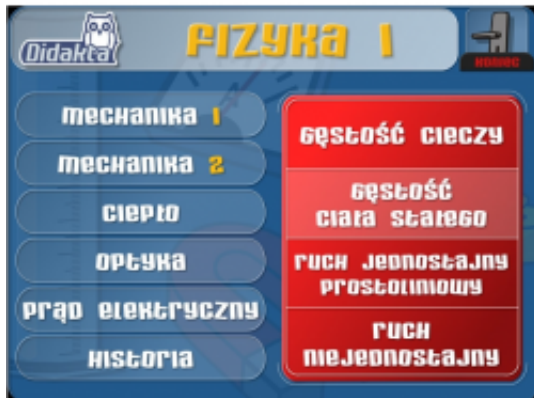 Didakta
FIZYKA 1
KONIEC
MECHANIKA 1
MECHANIKA 2
CIEPŁO
OPTYKA
PRĄD ELEKTRYCZNY
HISTORIA
GĘSTOŚĆ CIECZY
GĘSTOŚĆ
CIAŁA STAŁEGO
RUCH JEDNOSTAJNY
PROSTOLINIOWY
RUCH
NIEJEDNOSTAJNY